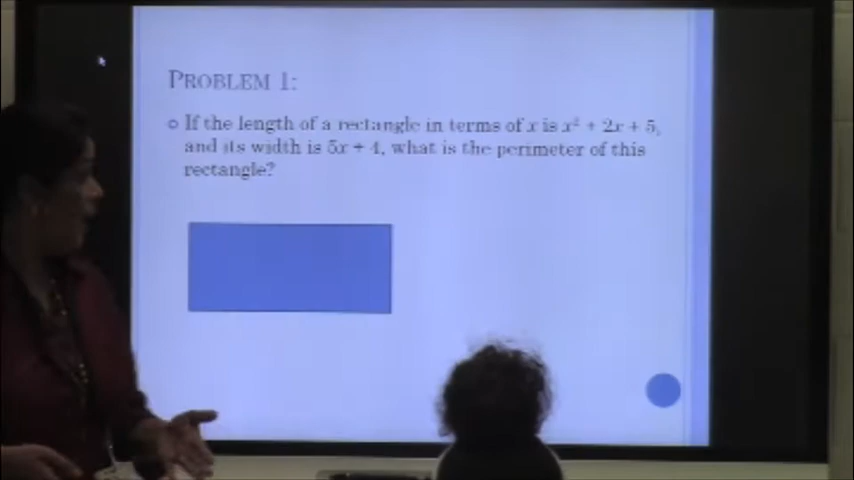 PROBLEM 1:
If the length of a rectangle in terms of x is x² + 2x + 5,
and its width is 5x + 4, what is the perimeter of this
rectangle?